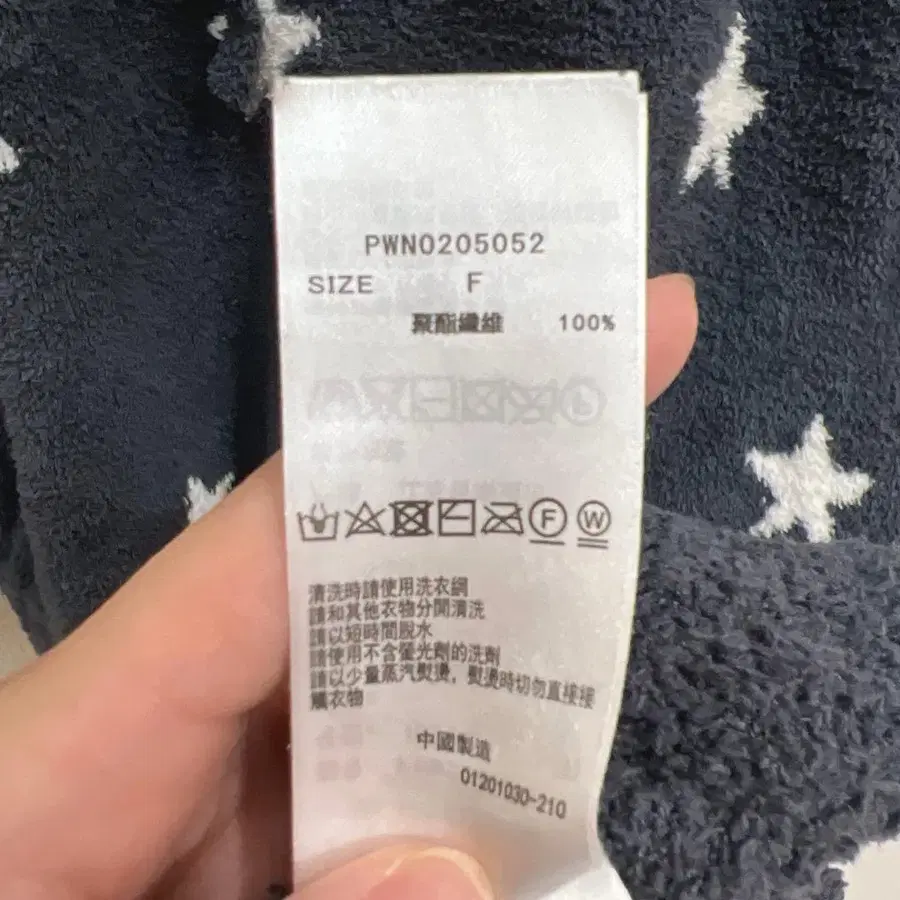 PWN0205052
SIZE F
聚酯纖維 100%
F W
清洗時請使用洗衣網
請和其他衣物分開清洗
請以短時間脫水
請使用不含螢光劑的洗劑
請以少量蒸汽熨燙，熨燙時切勿直接接
觸衣物
中國製造
01201030-210